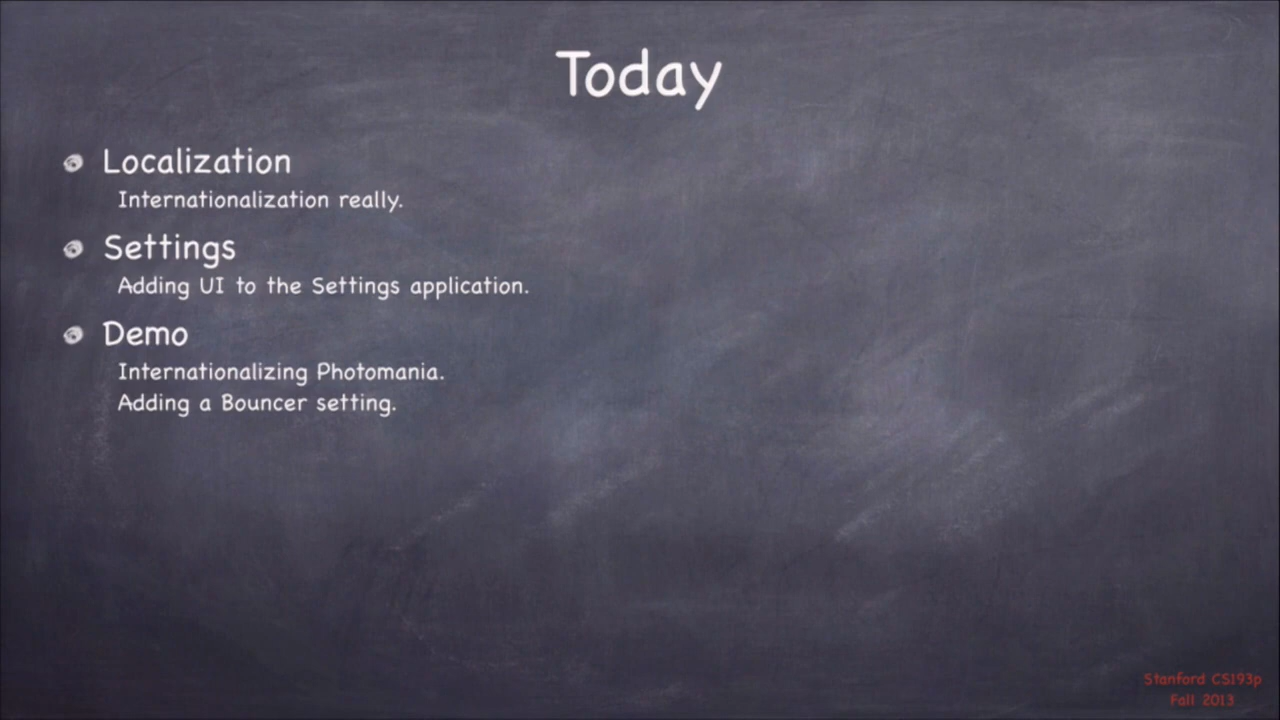 Today
Localization
Internationalization really.
Settings
Adding UI to the Settings application.
Demo
Internationalizing Photomania.
Adding a Bouncer setting.
Stanford CS193p
Fall 2013